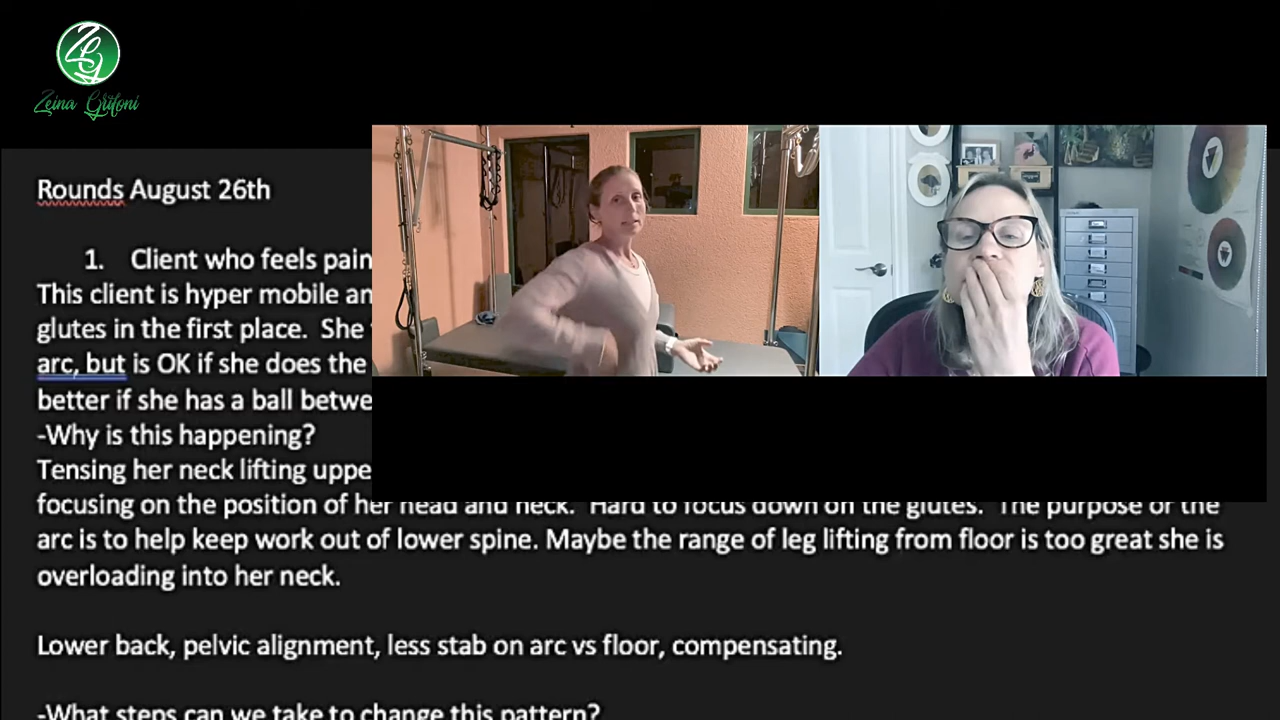 ZG
Zeina Grifoni
Rounds August 26th
1. Client who feels pain
This client is hyper mobile an
glutes in the first place. She
arc, but is OK if she does the
better if she has a ball betwe
-Why is this happening?
Tensing her neck lifting uppe
focusing on the position of her head and neck. Hard to focus down on the glutes. The purpose of the
arc is to help keep work out of lower spine. Maybe the range of leg lifting from floor is too great she is
overloading into her neck.
Lower back, pelvic alignment, less stab on arc vs floor, compensating.
-What steps can we take to change this pattern?